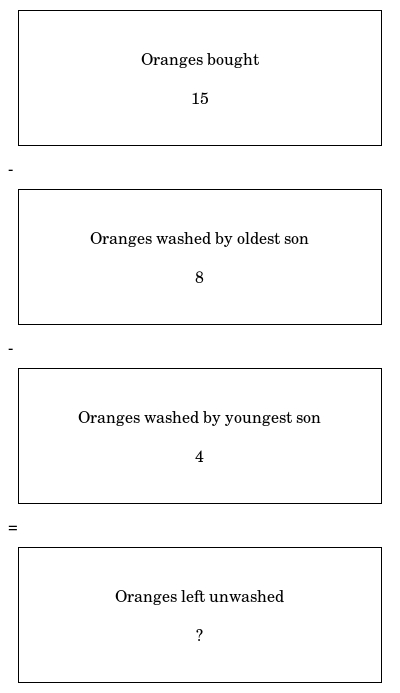 Oranges bought
15
-
Oranges washed by oldest son
8
-
Oranges washed by youngest son
4
=
Oranges left unwashed
?